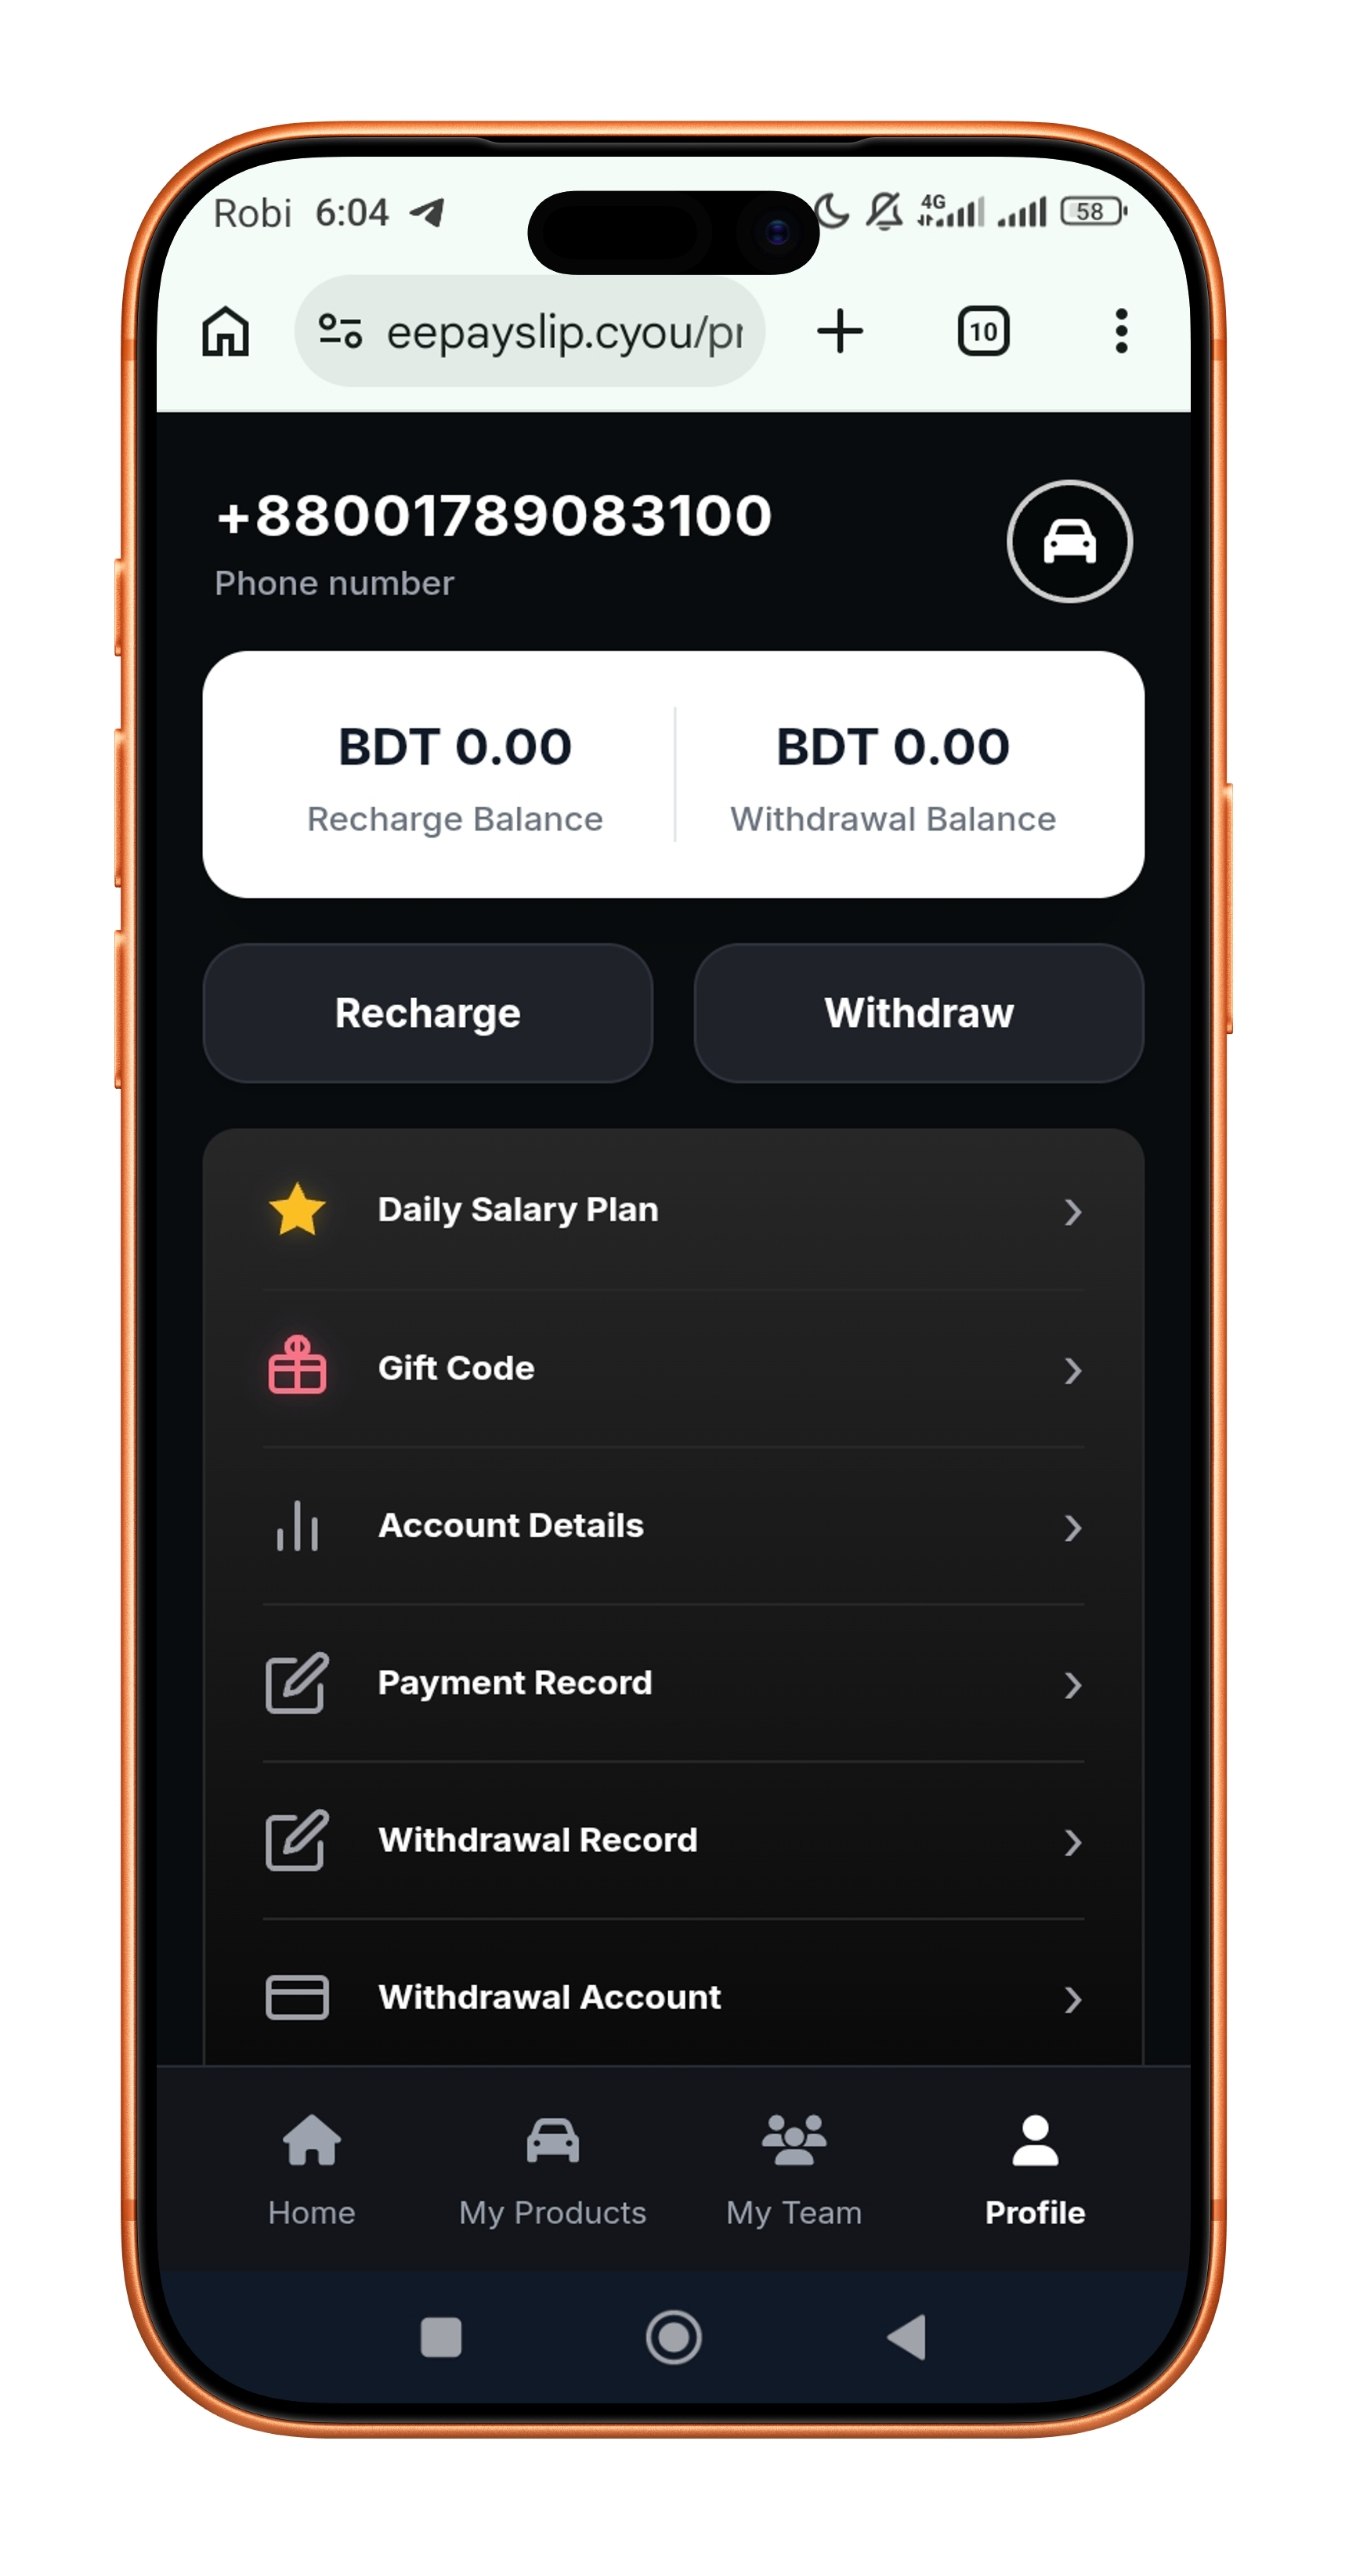 Robi 6:04 4G 58
eepayslip.cyou/pr
10
+88001789083100
Phone number
BDT 0.00 BDT 0.00
Recharge Balance Withdrawal Balance
Recharge Withdraw
Daily Salary Plan
Gift Code
Account Details
Payment Record
Withdrawal Record
Withdrawal Account
Home My Products My Team Profile